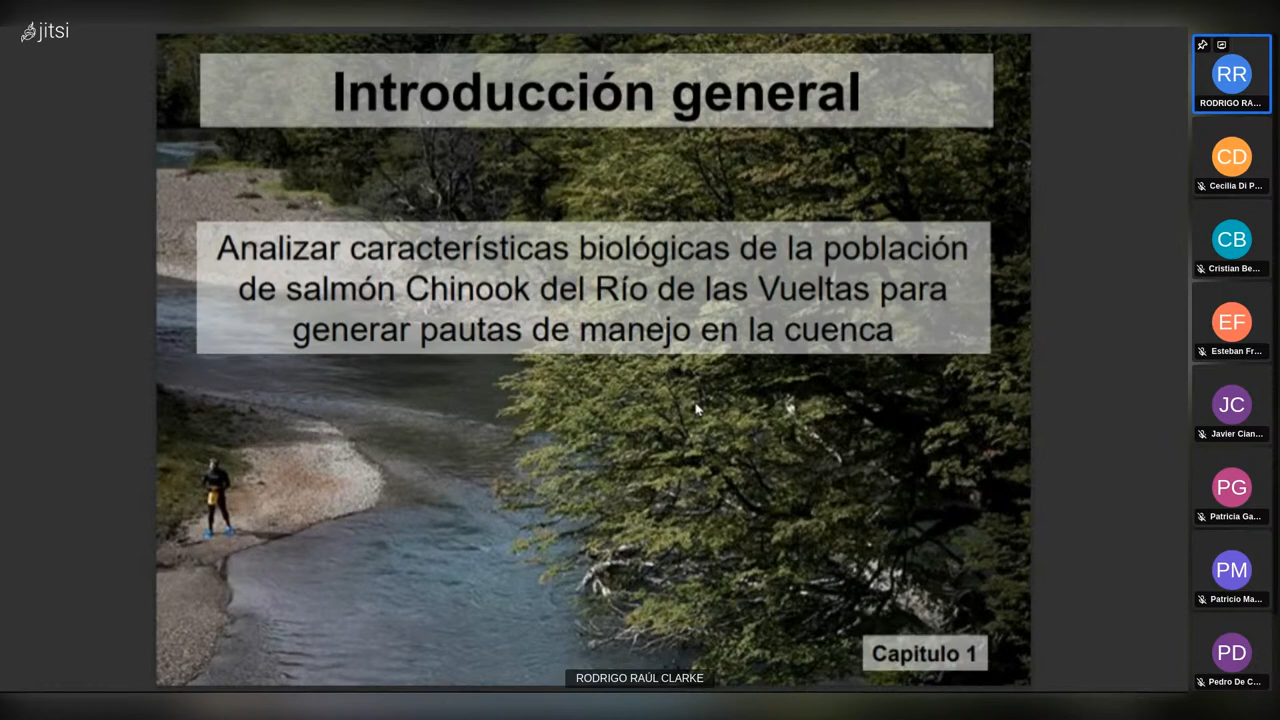 jitsi
Introducción general
Analizar características biológicas de la población
de salmón Chinook del Río de las Vueltas para
generar pautas de manejo en la cuenca
Capitulo 1
RODRIGO RAÚL CLARKE
RR
RODRIGO RA...
CD
Cecilia Di P...
CB
Cristian Be...
EF
Esteban Fr...
JC
Javier Cian...
PG
Patricia Ga...
PM
Patricio Ma...
PD
Pedro De C...